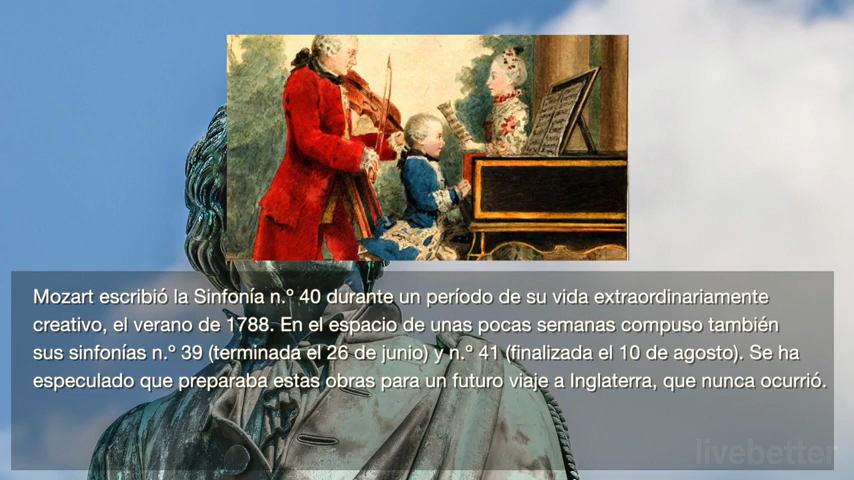 Mozart escribió la Sinfonía n.º 40 durante un período de su vida extraordinariamente
creativo, el verano de 1788. En el espacio de unas pocas semanas compuso también
sus sinfonías n.º 39 (terminada el 26 de junio) y n.º 41 (finalizada el 10 de agosto). Se ha
especulado que preparaba estas obras para un futuro viaje a Inglaterra, que nunca ocurrió.
livebetter